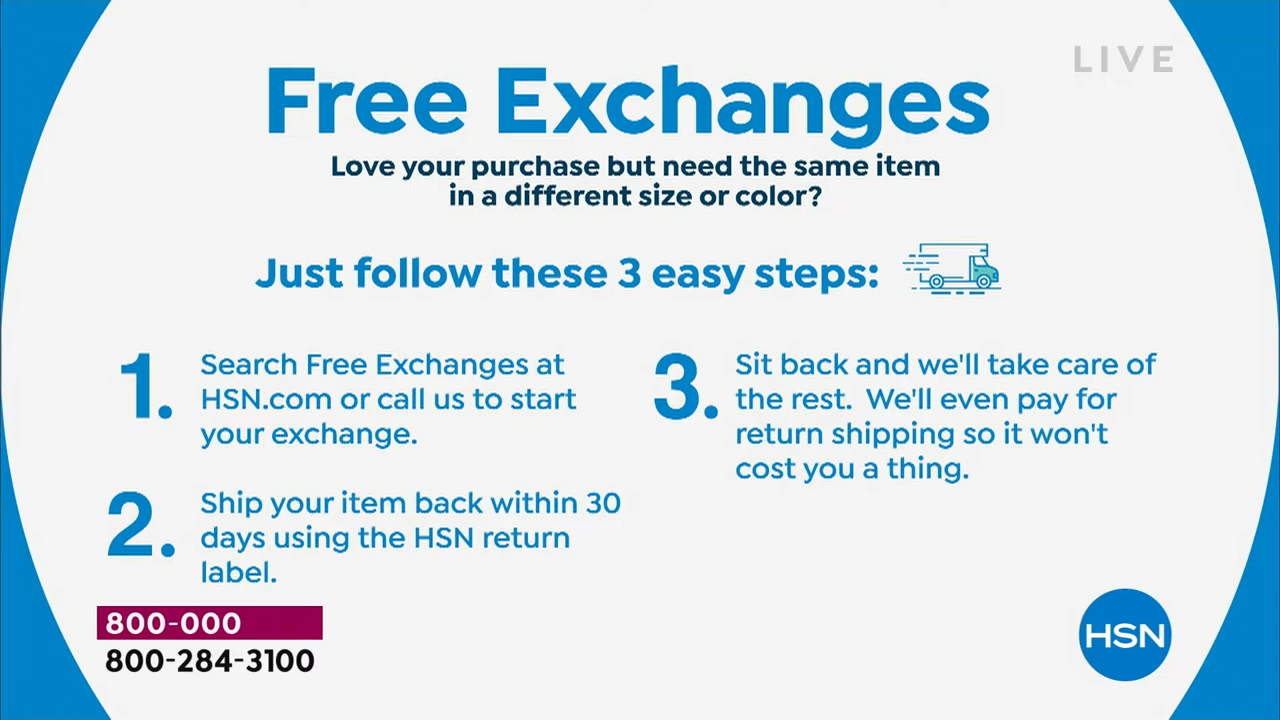 LIVE
Free Exchanges
Love your purchase but need the same item
in a different size or color?
Just follow these 3 easy steps:
1. Search Free Exchanges at
HSN.com or call us to start
your exchange.
2. Ship your item back within 30
days using the HSN return
label.
3. Sit back and we'll take care of
the rest.  We'll even pay for
return shipping so it won't
cost you a thing.
800-000
800-284-3100
HSN